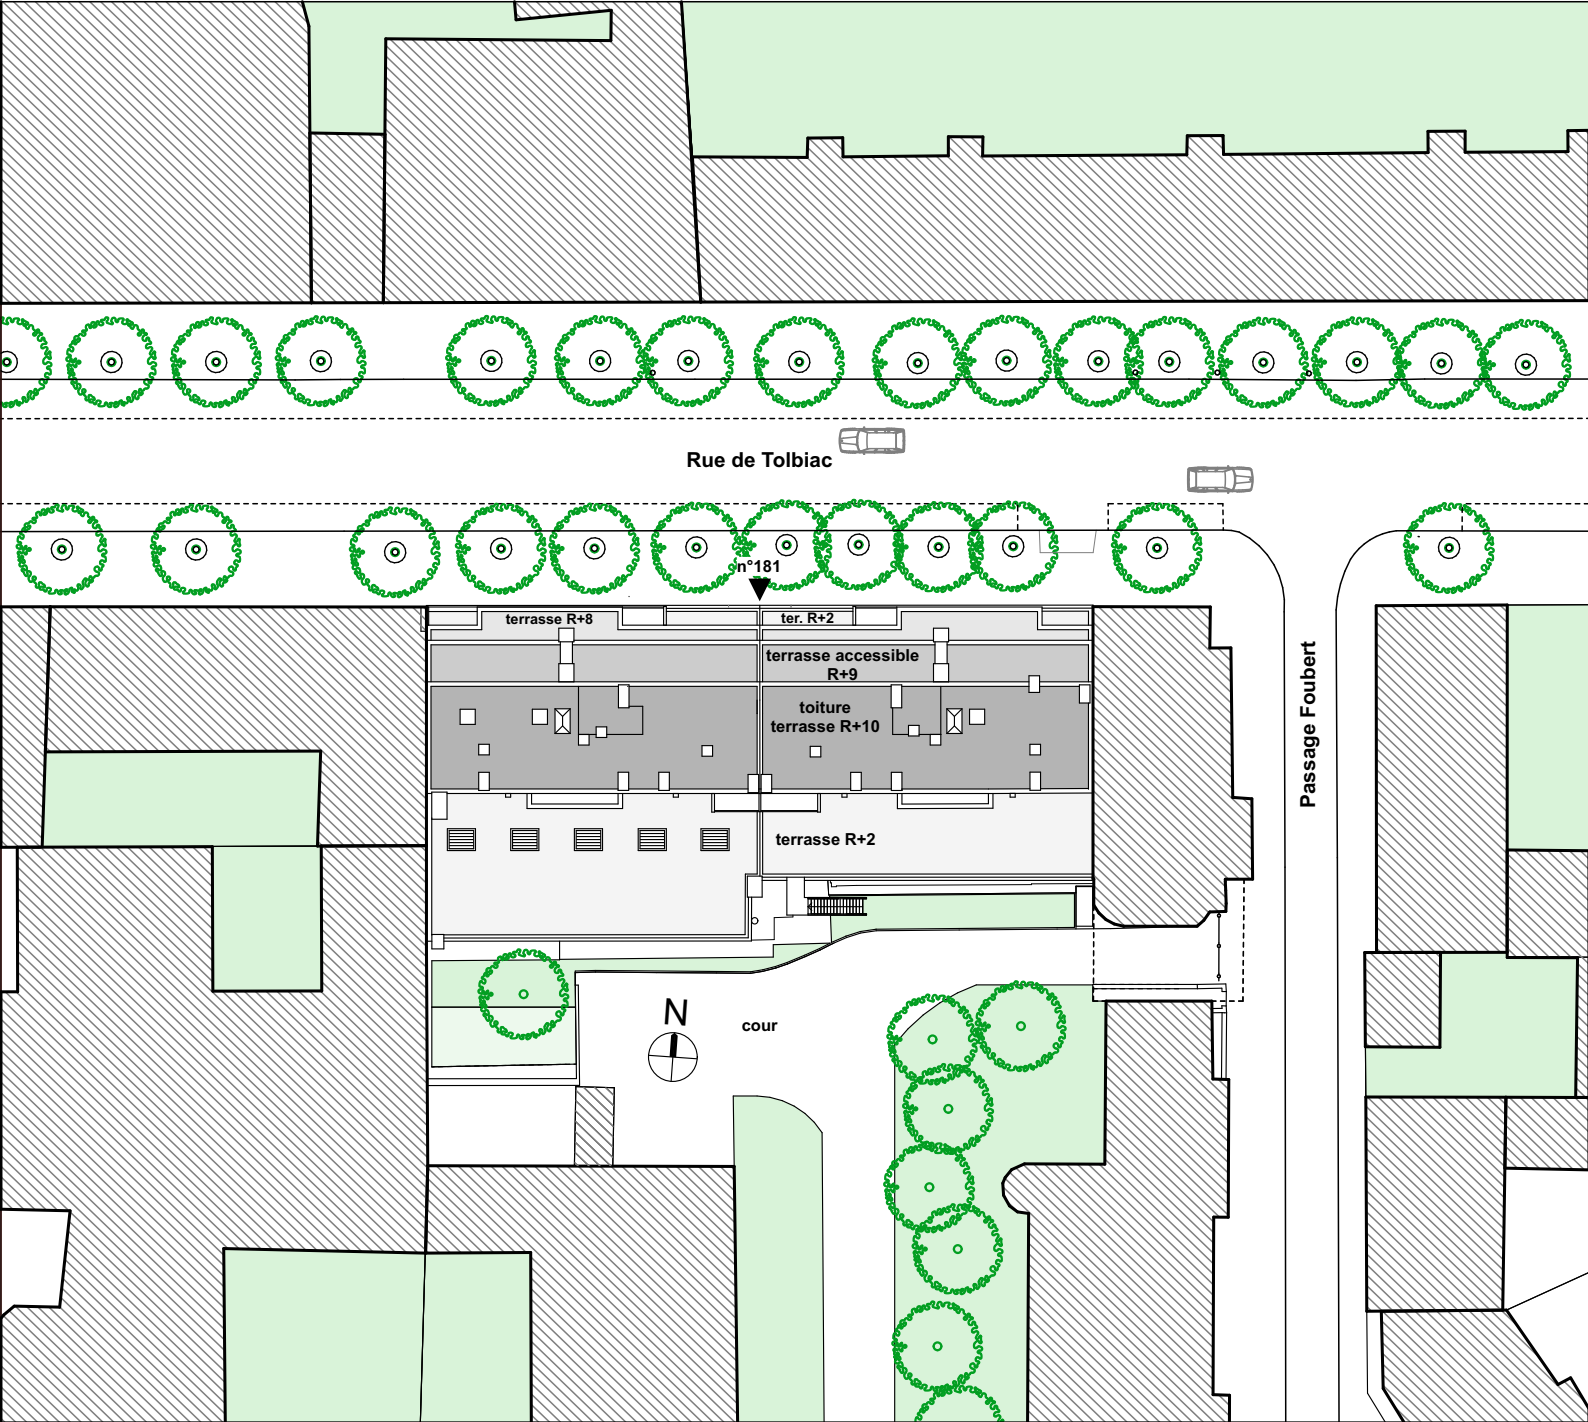 Rue de Tolbiac
n°181
terrasse R+8
ter. R+2
terrasse accessible
R+9
toiture
terrasse R+10
Passage Foubert
terrasse R+2
N
cour